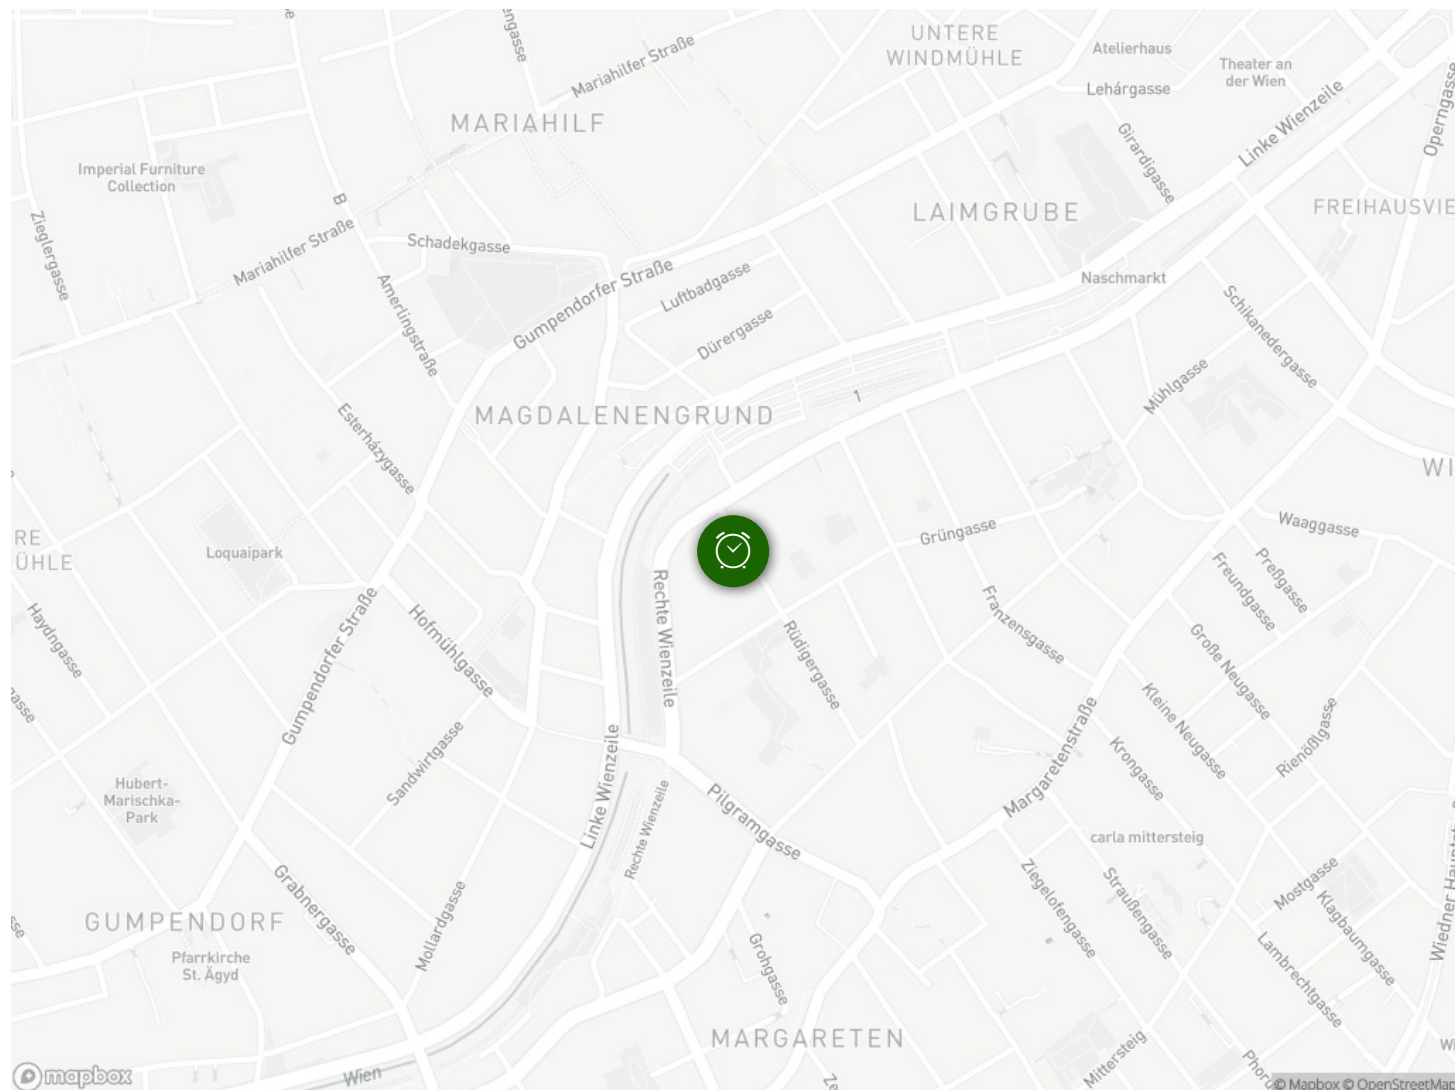 UNTERE
WINDMÜHLE
Atelierhaus
Theater an
der Wien
Lehárgasse
Mariahilfer Straße
MARIAHILF
Linke Wienzeile
Operngasse
Girardigasse
Imperial Furniture
Collection
B
Zieglergasse
Mariahilfer Straße
Schadekgasse
LAIMGRUBE
FREIHAUSVIE
Gumpendorfer Straße
Luftbadgasse
Naschmarkt
Amerlingstraße
Dürergasse
Schikanedergasse
Mühlgasse
1
MAGDALENENGRUND
Esterházygasse
WI
RE
ÜHLE
Loquaipark
Grüngasse
Waaggasse
Preßgasse
Freundgasse
Haydngasse
Gumpendorfer Straße
Hofmühlgasse
Rechte Wienzeile
Rüdigergasse
Franzensgasse
Große Neugasse
Kleine Neugasse
Rienößlgasse
Sandwirtgasse
Linke Wienzeile
Margaretenstraße
Krongasse
Hubert-
Marischka-
Park
Rechte Wienzeile
Pilgramgasse
carla mittersteig
Grabnergasse
Mollardgasse
Ziegelofengasse
Straußengasse
Mostgasse
Klagbaumgasse
GUMPENDORF
Pfarrkirche
St. Ägyd
Grohgasse
Lambrechtgasse
Wiedner Haupt
MARGARETEN
Mittersteig
Wien
mapbox
© Mapbox © OpenStreetMap